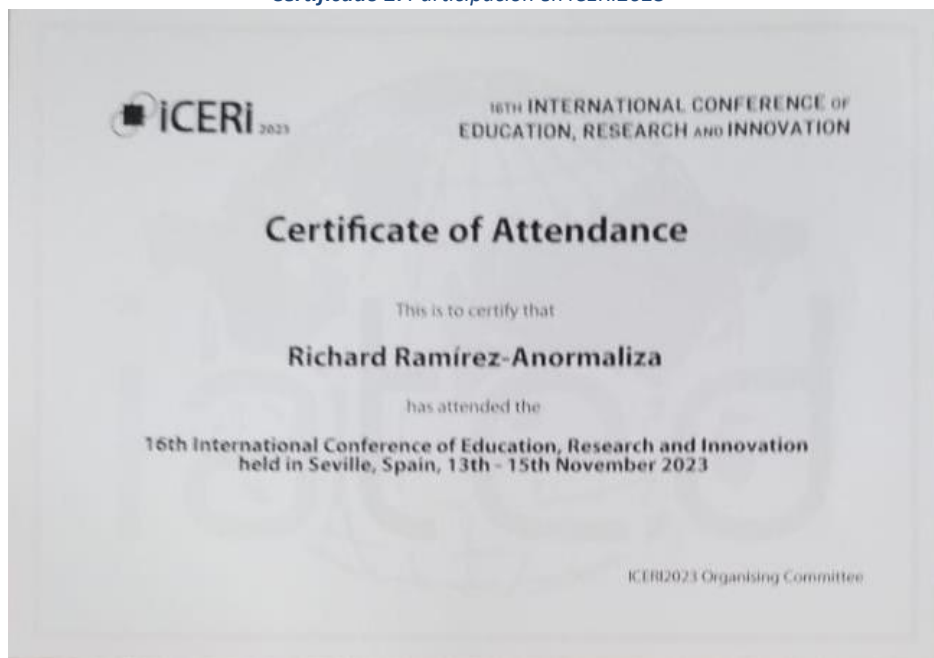 iCERi 2023
16TH INTERNATIONAL CONFERENCE OF
EDUCATION, RESEARCH AND INNOVATION
Certificate of Attendance
This is to certify that
Richard Ramírez-Anormaliza
has attended the
16th International Conference of Education, Research and Innovation
held in Seville, Spain, 13th - 15th November 2023
ICERI2023 Organising Committee
iated